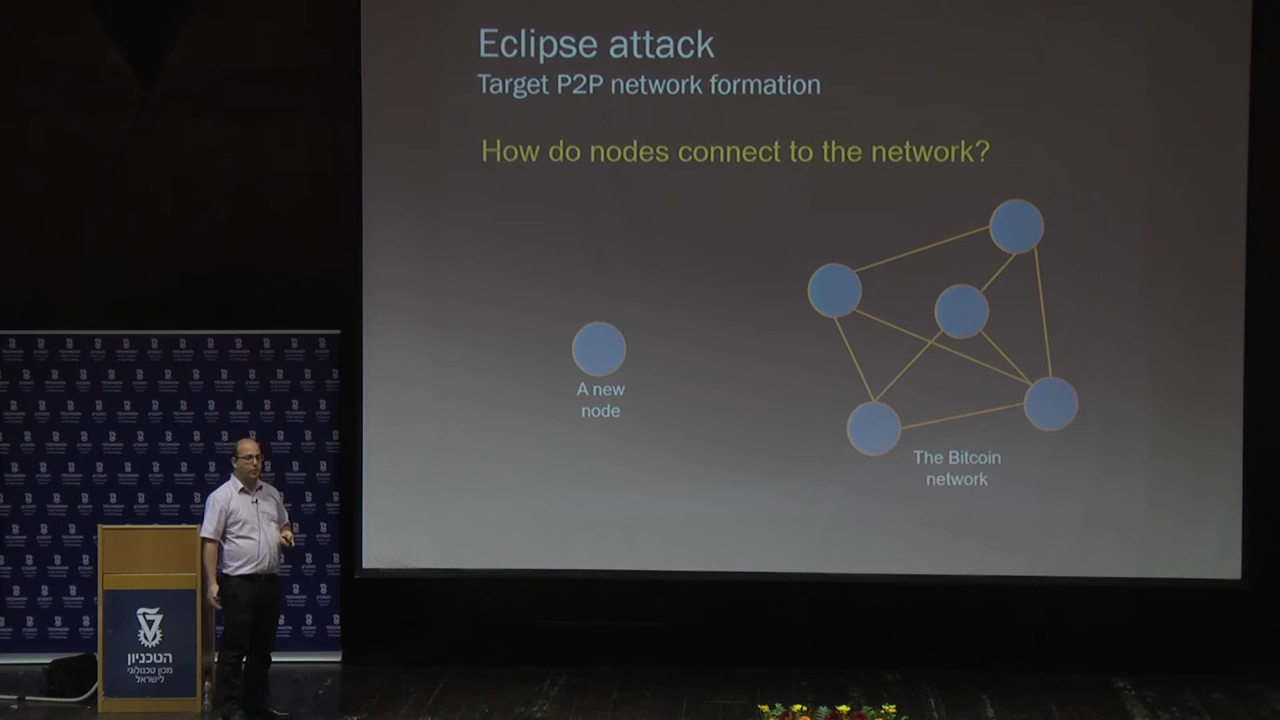 Eclipse attack
Target P2P network formation
How do nodes connect to the network?
A new
node
The Bitcoin
network
הטכניון
מכון טכנולוגי
לישראל